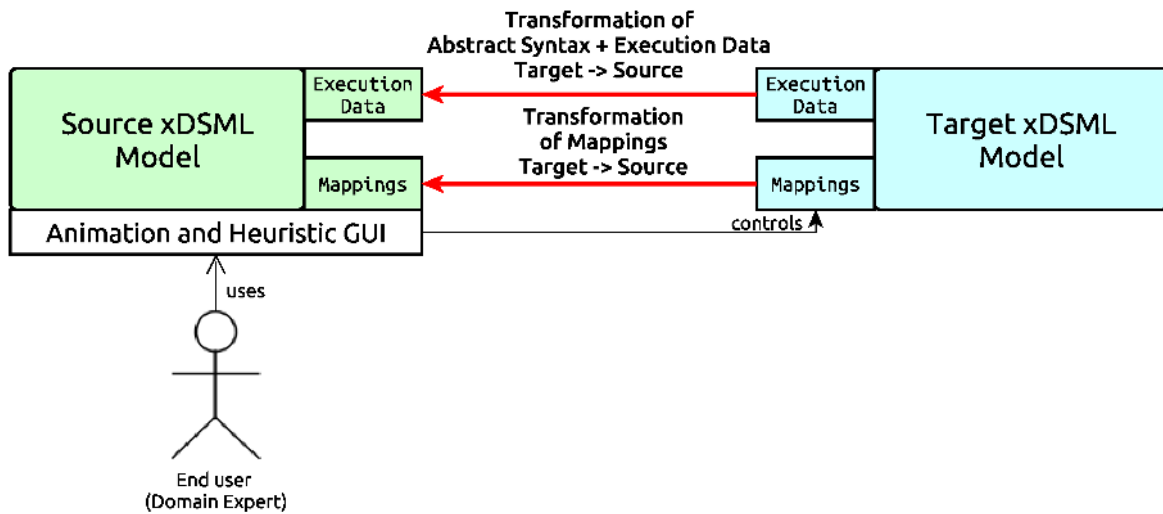 Transformation of
Abstract Syntax + Execution Data
Target -> Source
Source xDSML
Model
Execution
Data
Execution
Data
Target xDSML
Model
Transformation
of Mappings
Target -> Source
Mappings
Mappings
Animation and Heuristic GUI
controls
uses
End user
(Domain Expert)